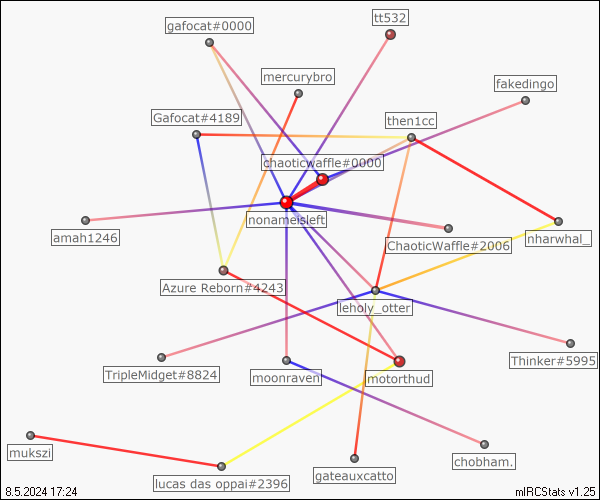 tt532
gafocat#0000
mercurybro
fakedingo
Gafocat#4189
then1cc
chaoticwaffle#0000
nonameisleft
amah1246
ChaoticWaffle#2006
nharwhal_
Azure Reborn#4243
leholy_otter
Thinker#5995
TripleMidget#8824
moonraven
motorthud
mukszi
chobham.
gateauxcatto
lucas das oppai#2396
8.5.2024 17:24
mIRCStats v1.25